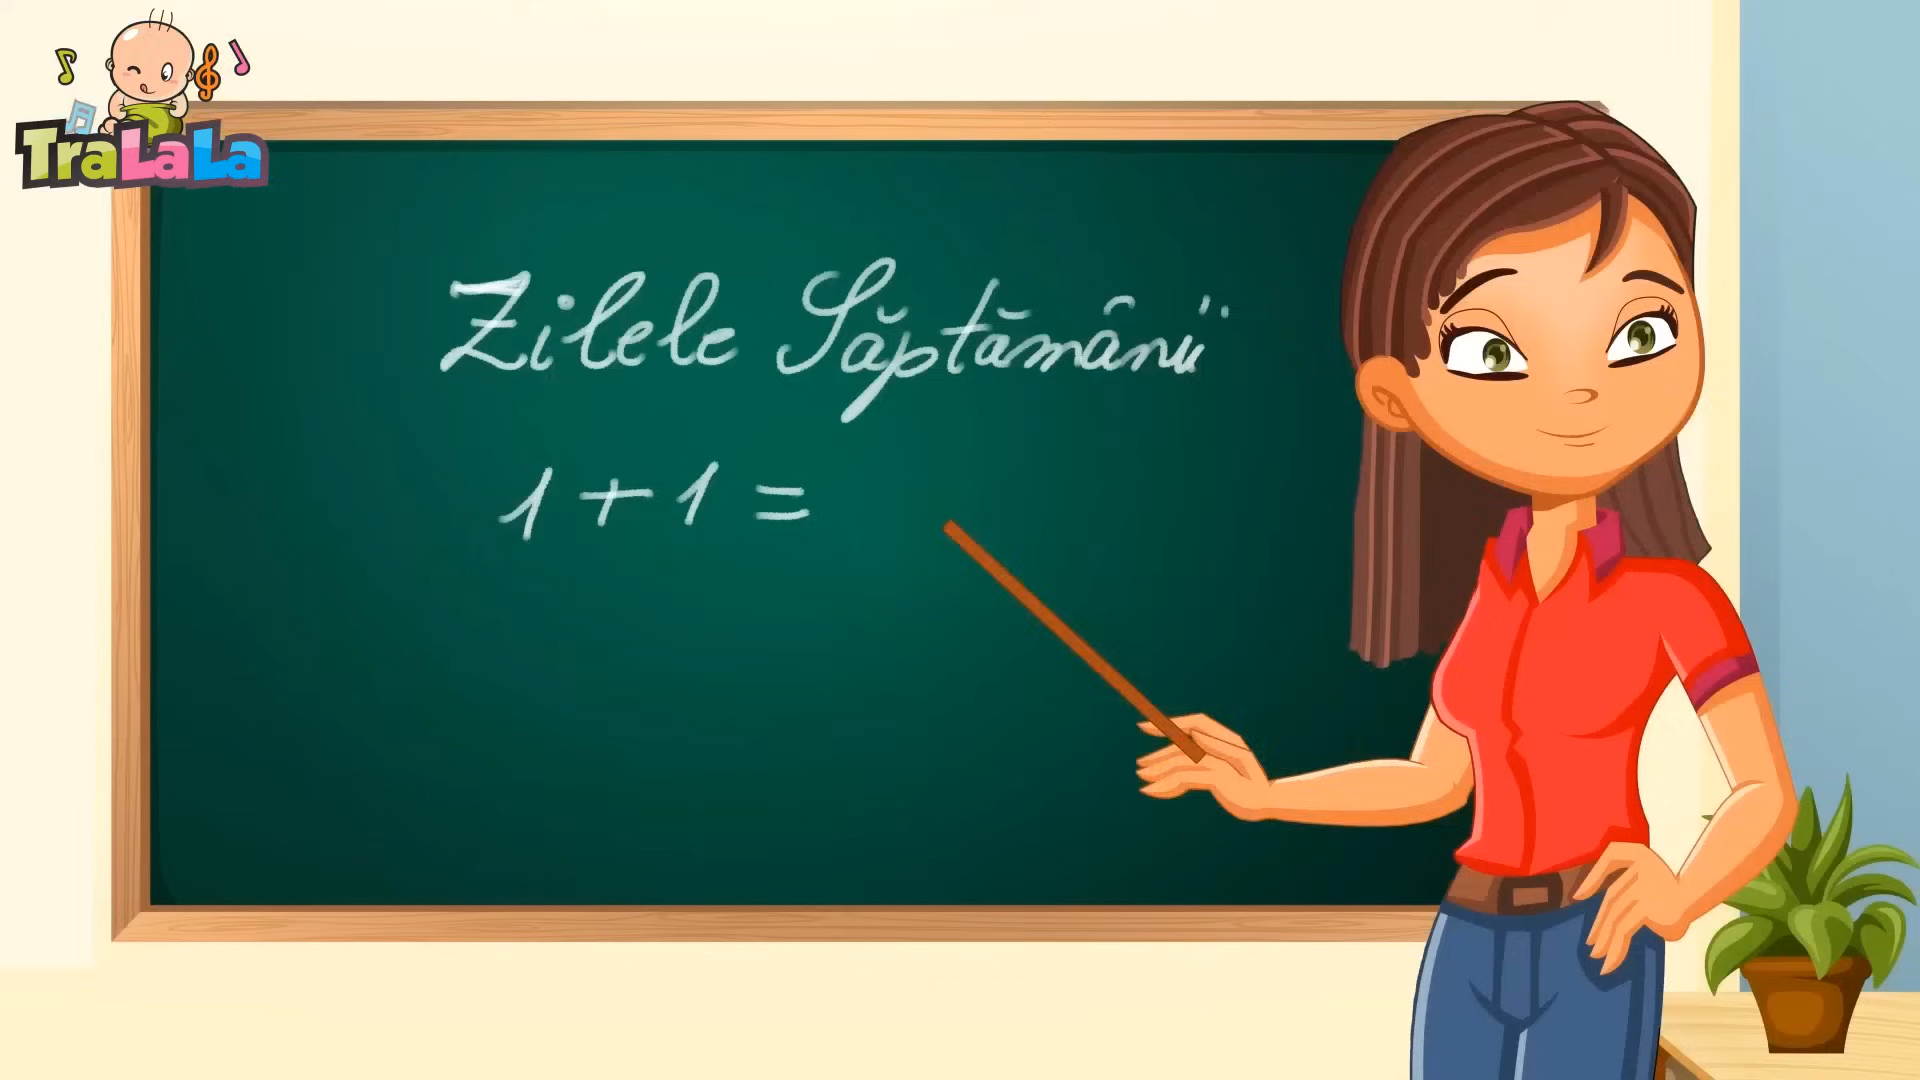 TraLaLa
Zilele Săptămânii
1 + 1 =